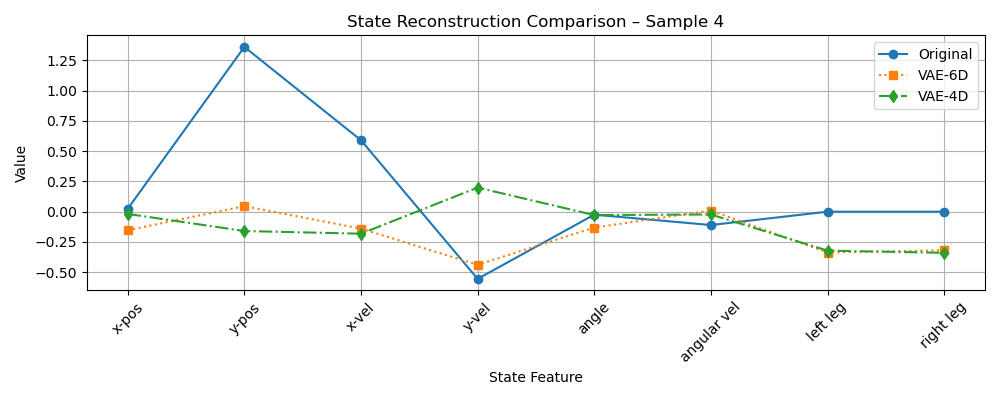 State Reconstruction Comparison – Sample 4
Original
VAE-6D
VAE-4D
Value
1.25
1.00
0.75
0.50
0.25
0.00
−0.25
−0.50
x-pos
y-pos
x-vel
y-vel
angle
angular vel
left leg
right leg
State Feature